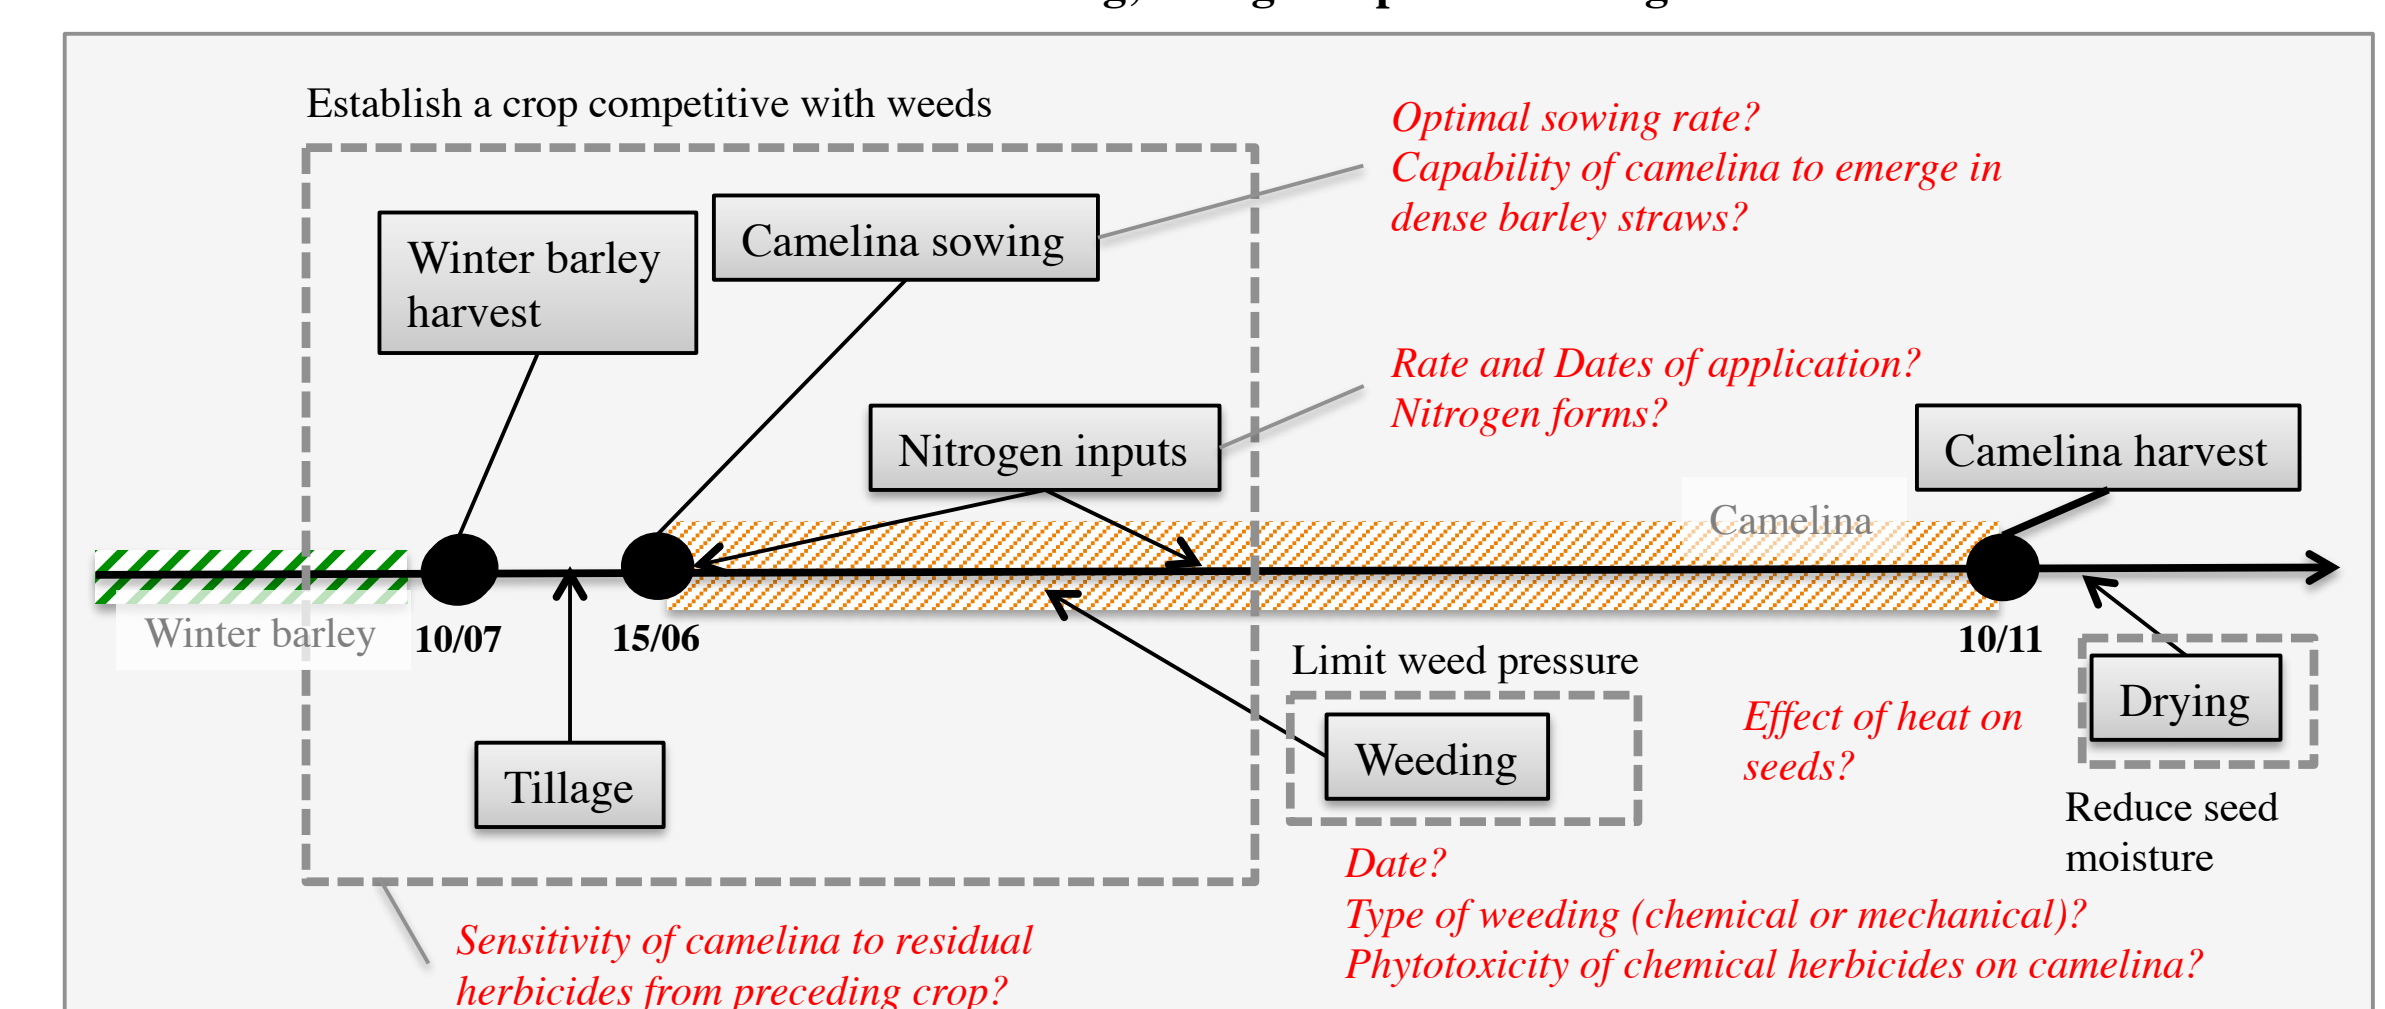 Establish a crop competitive with weeds
Optimal sowing rate?
Capability of camelina to emerge in
dense barley straws?
Winter barley
harvest
Camelina sowing
Rate and Dates of application?
Nitrogen forms?
Nitrogen inputs
Camelina harvest
Camelina
Winter barley
10/07
15/06
10/11
Limit weed pressure
Weeding
Tillage
Effect of heat on
seeds?
Drying
Reduce seed
moisture
Date?
Type of weeding (chemical or mechanical)?
Phytotoxicity of chemical herbicides on camelina?
Sensitivity of camelina to residual
herbicides from preceding crop?